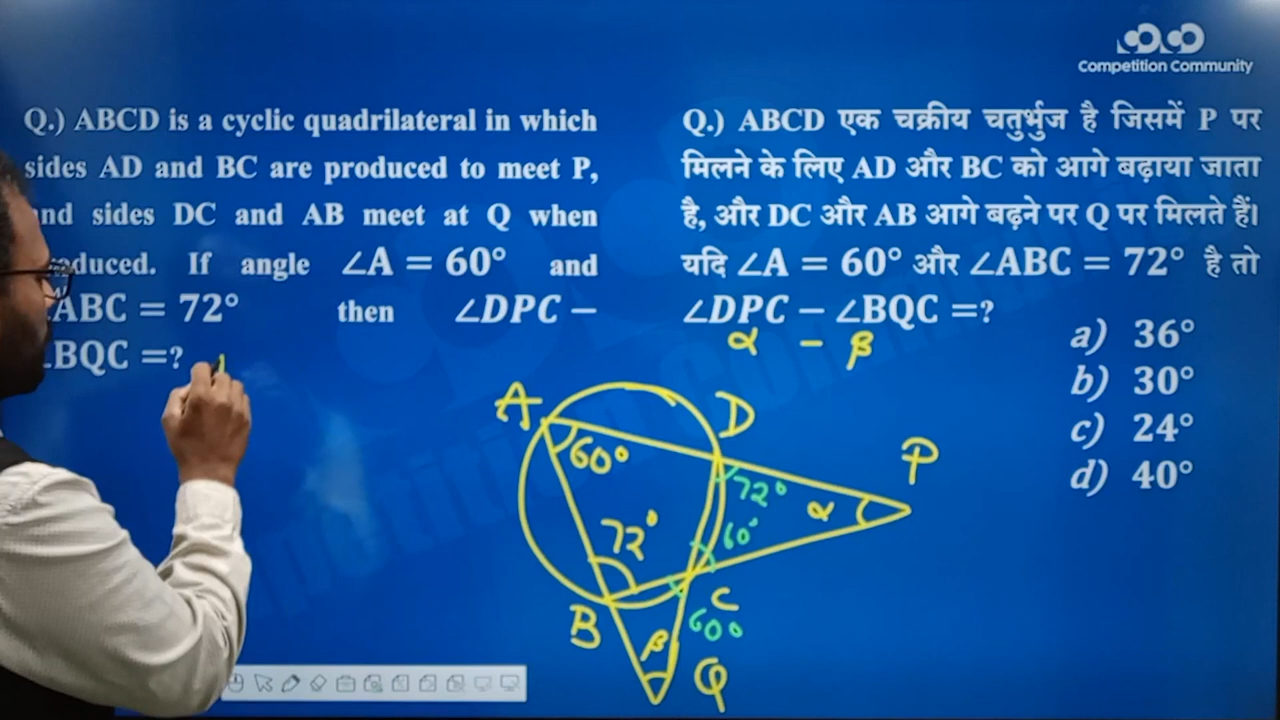 Competition Community
Q.) ABCD is a cyclic quadrilateral in which
sides AD and BC are produced to meet P,
and sides DC and AB meet at Q when
oduced. If angle ∠A = 60° and
ABC = 72° then ∠DPC −
BQC =?
Q.) ABCD एक चक्रीय चतुर्भुज है जिसमें P पर
मिलने के लिए AD और BC को आगे बढ़ाया जाता
है, और DC और AB आगे बढ़ने पर Q पर मिलते हैं।
यदि ∠A = 60° और ∠ABC = 72° है तो
∠DPC − ∠BQC =?
α − β
a) 36°
b) 30°
c) 24°
d) 40°
A
D
P
60°
72°
α
72°
60°
B
C
60°
β
Q